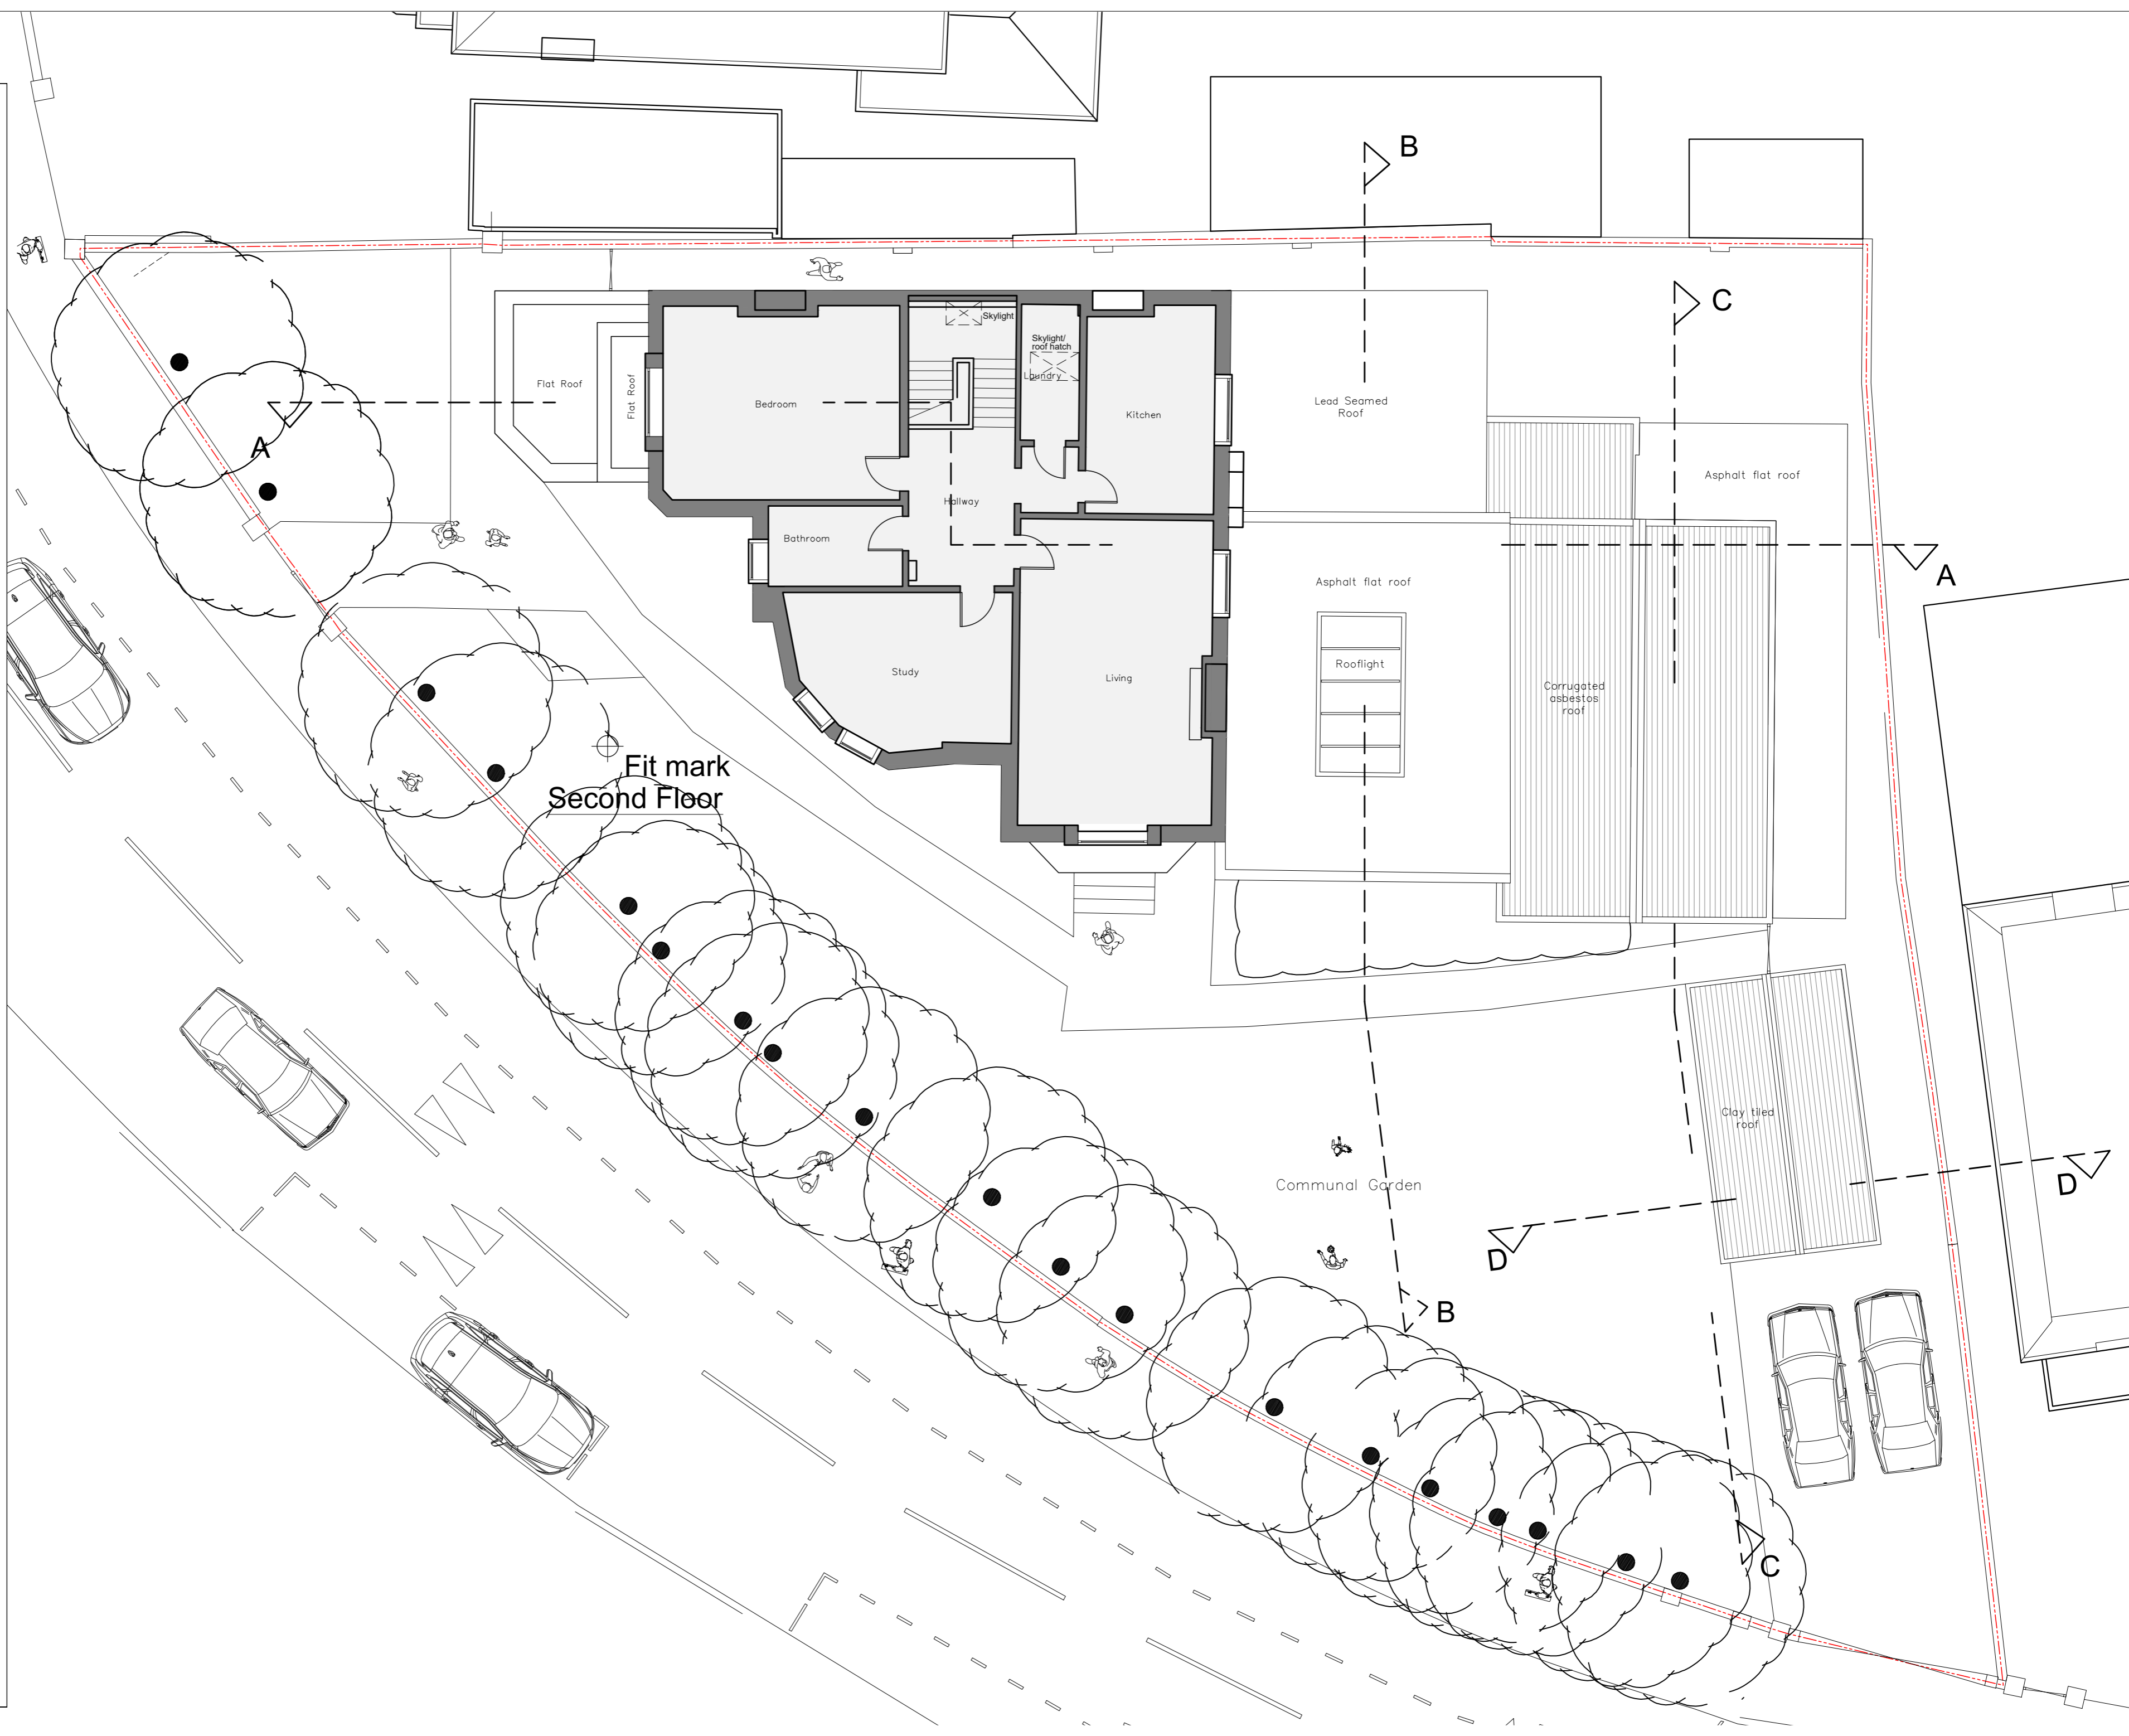 B
C
Skylight
Skylight/
roof hatch
Laundry
Flat Roof
Flat Roof
Bedroom
Kitchen
Lead Seamed
Roof
A
Asphalt flat roof
Hallway
Bathroom
Asphalt flat roof
A
Rooflight
Study
Living
Corrugated
asbestos
roof
Fit mark
Second Floor
Clay tiled
roof
Communal Garden
D
D
B
C